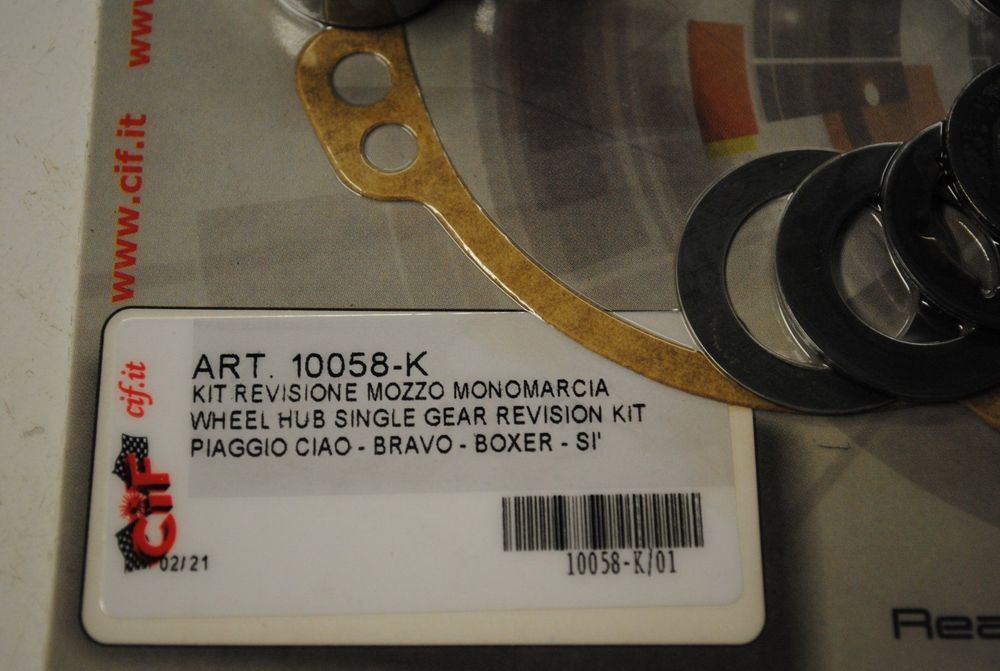 www.cif.it
cif.it
ART. 10058-K
KIT REVISIONE MOZZO MONOMARCIA
WHEEL HUB SINGLE GEAR REVISION KIT
PIAGGIO CIAO - BRAVO - BOXER - SI'
CIF
02/21
10058-K/01